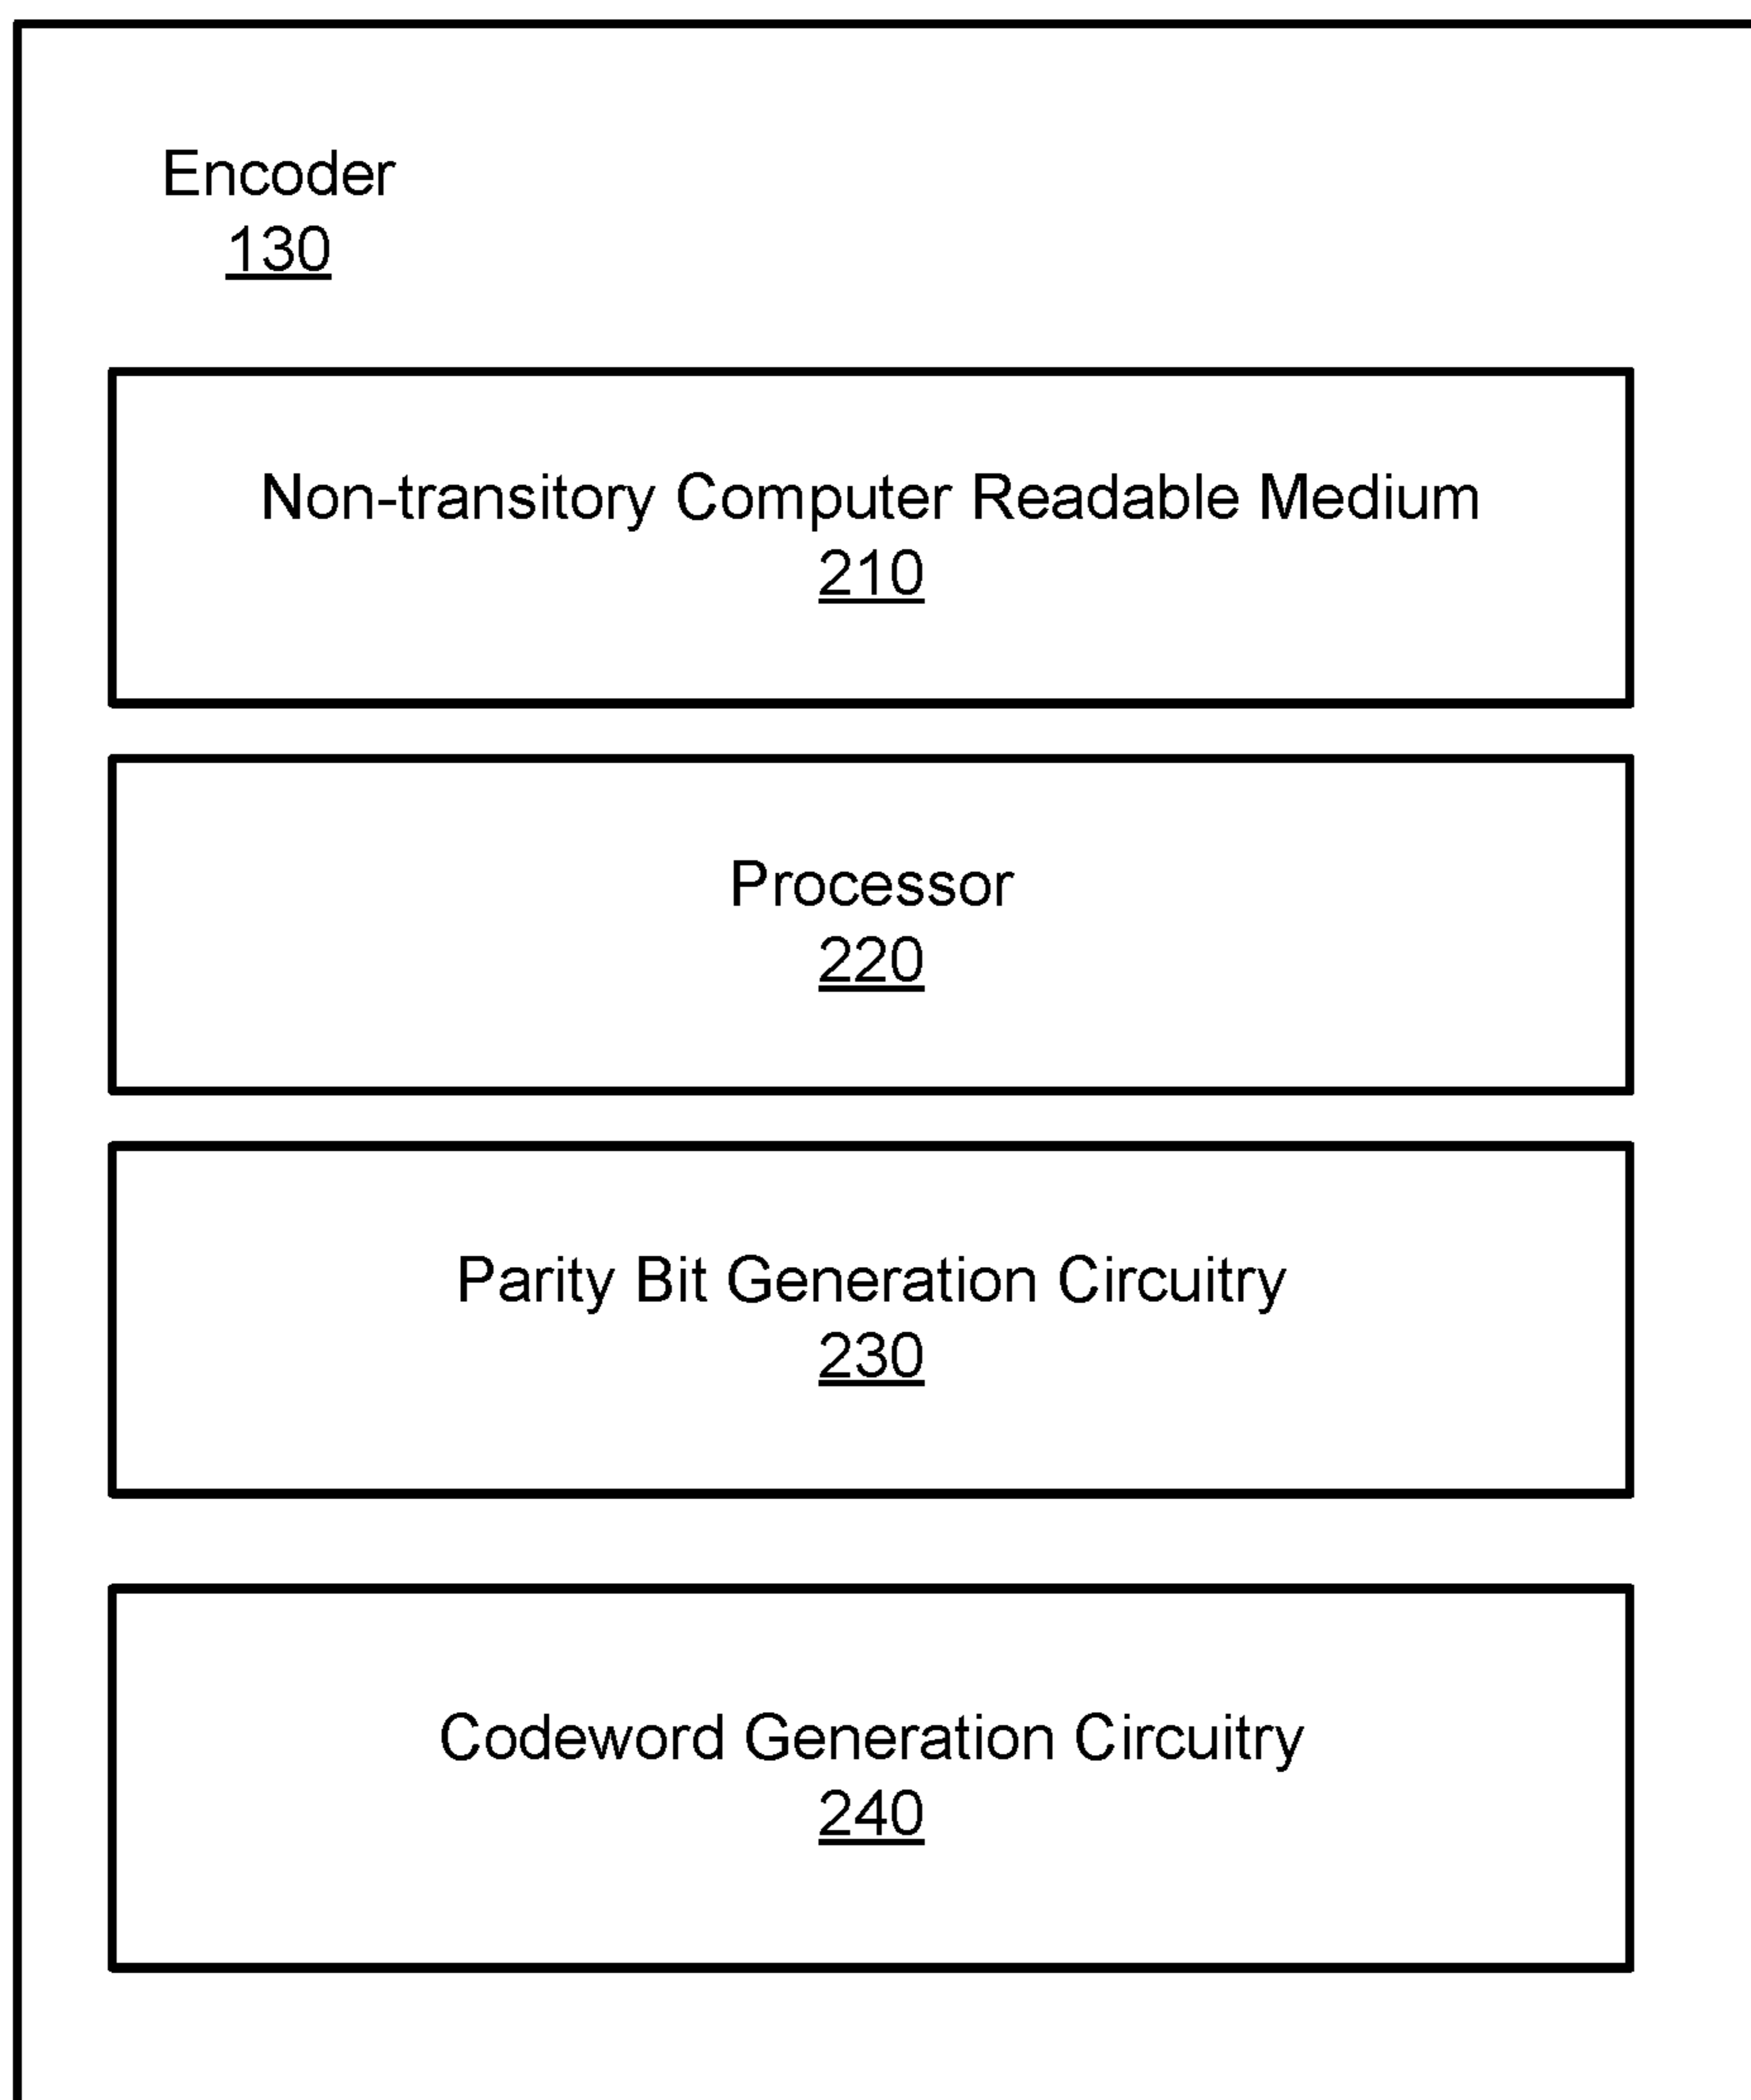 Encoder
130
Non-transitory Computer Readable Medium
210
Processor
220
Parity Bit Generation Circuitry
230
Codeword Generation Circuitry
240